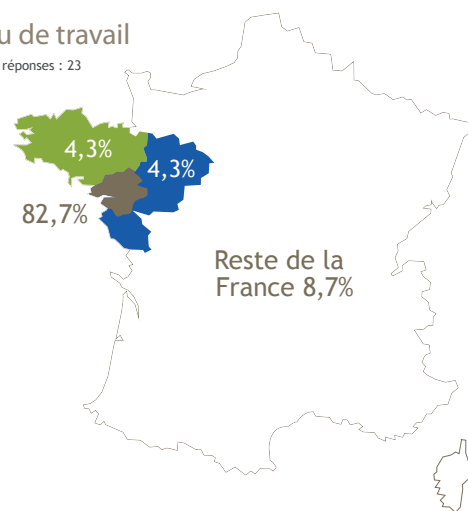 u de travail
réponses : 23
4,3%
4,3%
82,7%
Reste de la
France 8,7%